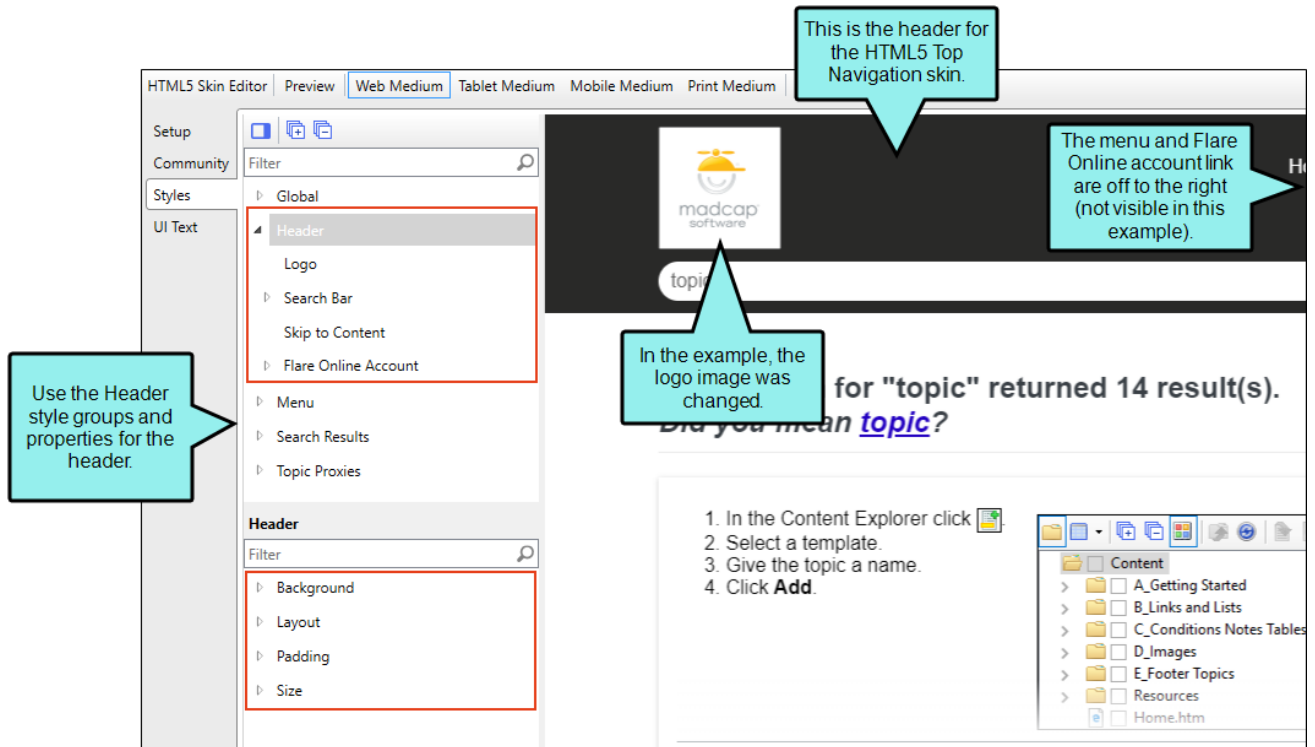 This is the header for
the HTML5 Top
Navigation skin.
HTML5 Skin Editor Preview Web Medium Tablet Medium Mobile Medium Print Medium
Setup
Community
Styles
UI Text
Filter
Global
Header
Logo
Search Bar
Skip to Content
Flare Online Account
Menu
Search Results
Topic Proxies
Header
Filter
Background
Layout
Padding
Size
Use the Header
style groups and
properties for the
header.
madcap
software
The menu and Flare
Online account link
are off to the right
(not visible in this
example).
In the example, the
logo image was
changed.
for "topic" returned 14 result(s).
Did you mean topic?
1. In the Content Explorer click
2. Select a template.
3. Give the topic a name.
4. Click Add.
Content
A_Getting Started
B_Links and Lists
C_Conditions Notes Tables
D_Images
E_Footer Topics
Resources
Home.htm